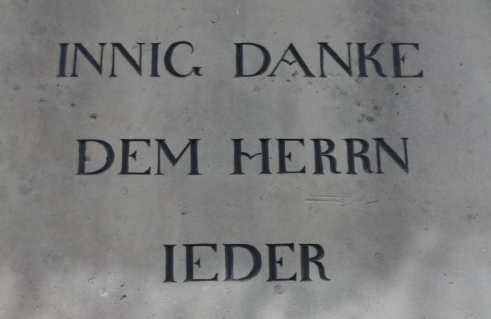 INNIG DANKE
DEM HERRN
IEDER